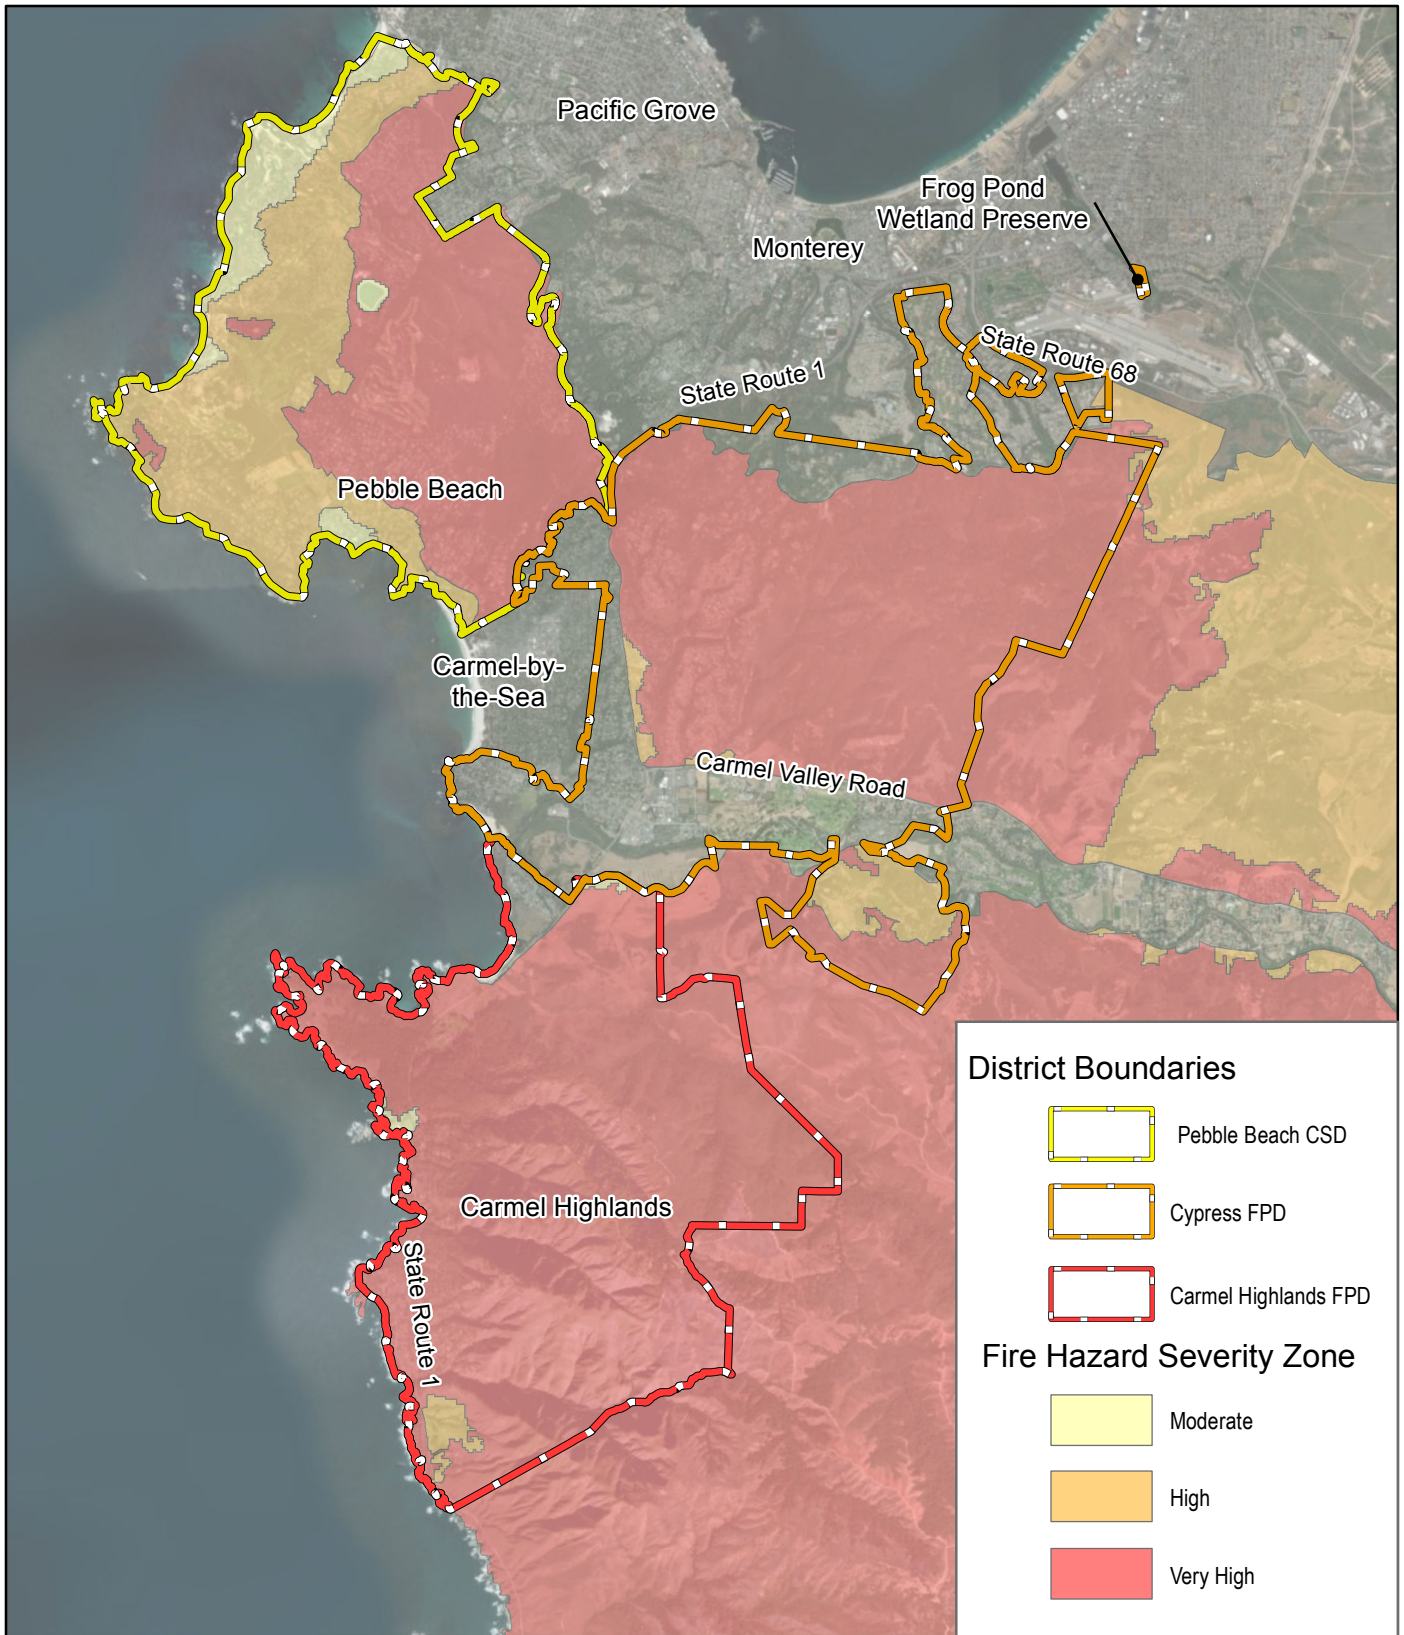 Pacific Grove
Frog Pond
Wetland Preserve
Monterey
State Route 68
State Route 1
Pebble Beach
Carmel-by-
the-Sea
Carmel Valley Road
Carmel Highlands
State Route 1
District Boundaries
Pebble Beach CSD
Cypress FPD
Carmel Highlands FPD
Fire Hazard Severity Zone
Moderate
High
Very High